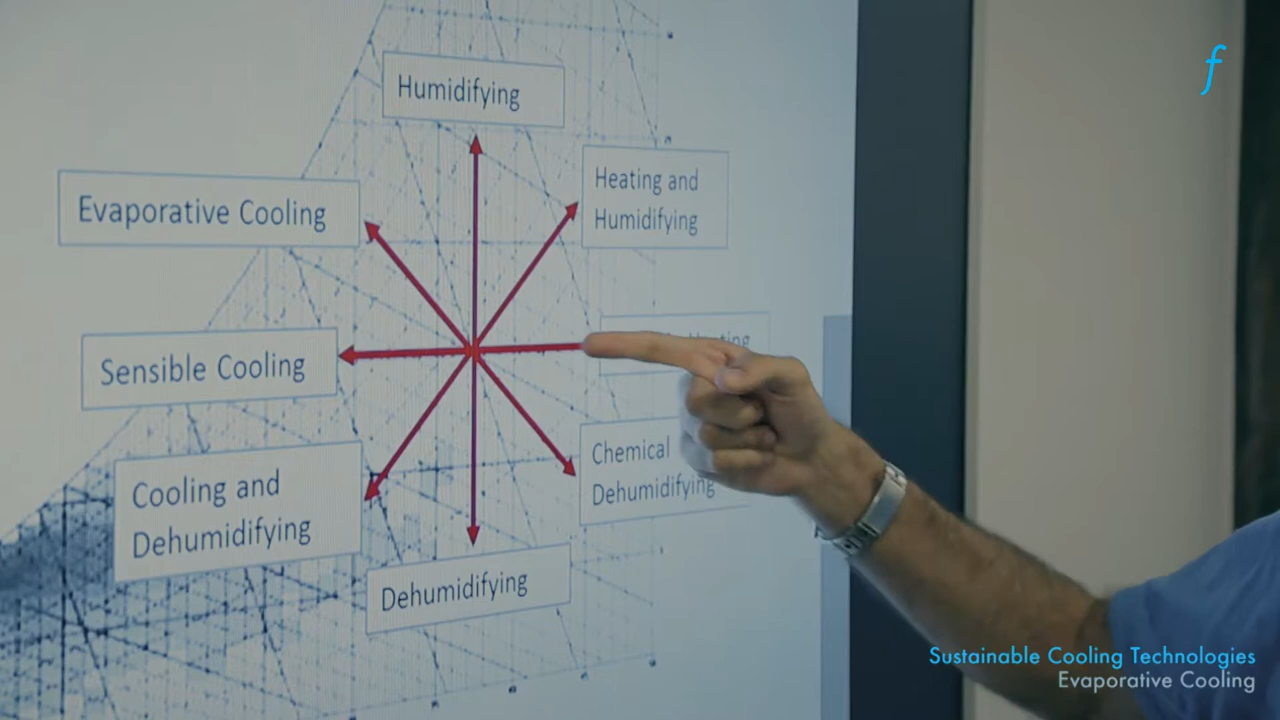 Humidifying
Heating and
Humidifying
Evaporative Cooling
Sensible Cooling
Chemical
Dehumidifying
Cooling and
Dehumidifying
Dehumidifying
f
Sustainable Cooling Technologies
Evaporative Cooling